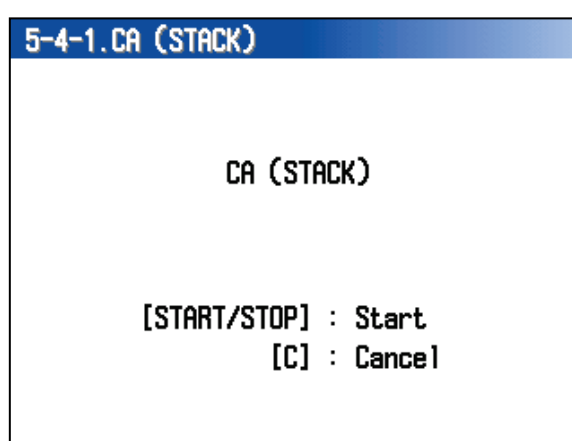 5-4-1.CA (STACK)
CA (STACK)
[START/STOP] : Start
[C] : Cancel